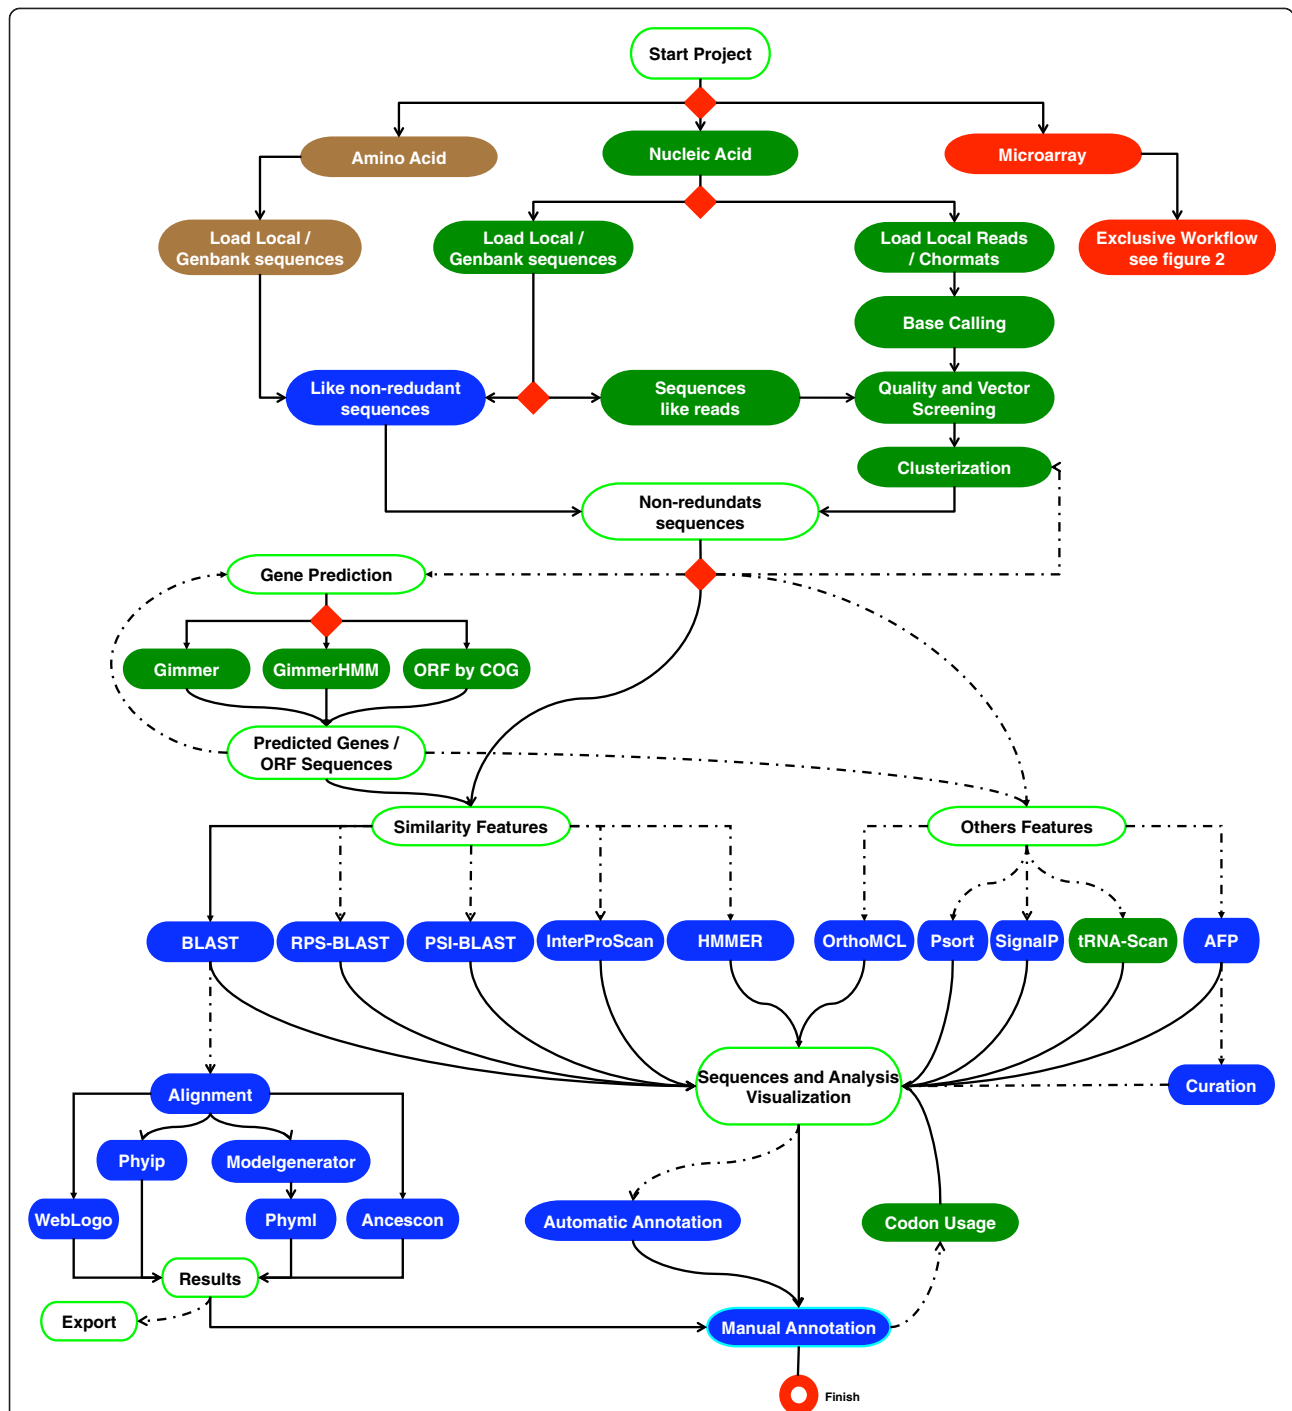 Start Project
Amino Acid
Nucleic Acid
Microarray
Load Local /
Genbank sequences
Load Local /
Genbank sequences
Load Local Reads
/ Chormats
Exclusive Workflow
see figure 2
Base Calling
Like non-redudant
sequences
Sequences
like reads
Quality and Vector
Screening
Clusterization
Non-redundats
sequences
Gene Prediction
Gimmer
GimmerHMM
ORF by COG
Predicted Genes /
ORF Sequences
Similarity Features
Others Features
BLAST
RPS-BLAST
PSI-BLAST
InterProScan
HMMER
OrthoMCL
Psort
SignalP
tRNA-Scan
AFP
Sequences and Analysis
Visualization
Curation
Alignment
Phyip
Modelgenerator
WebLogo
Phyml
Ancescon
Automatic Annotation
Codon Usage
Results
Export
Manual Annotation
Finish